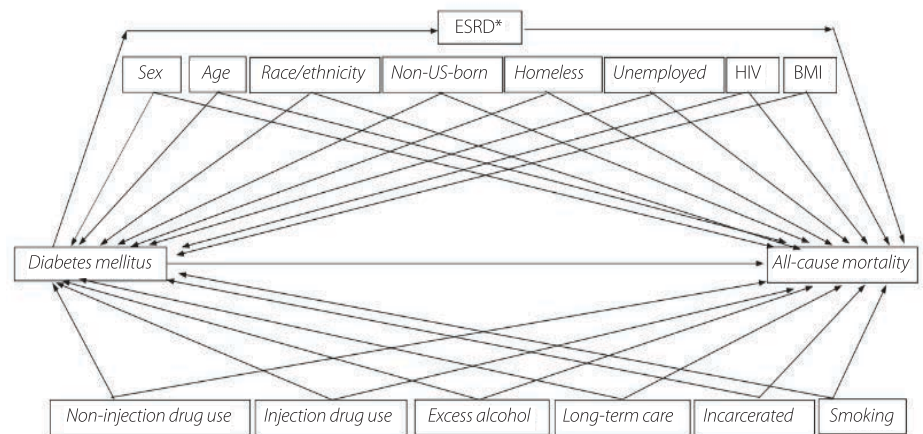 ESRD*
Sex Age Race/ethnicity Non-US-born Homeless Unemployed HIV BMI
Diabetes mellitus All-cause mortality
Non-injection drug use Injection drug use Excess alcohol Long-term care Incarcerated Smoking